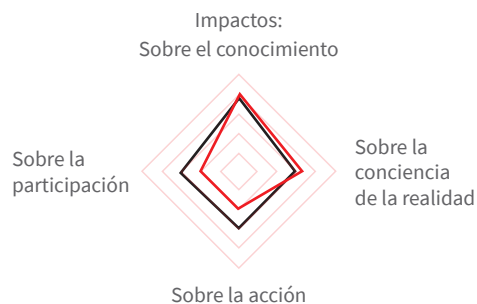 Impactos:
Sobre el conocimiento
Sobre la
participación
Sobre la
conciencia
de la realidad
Sobre la acción